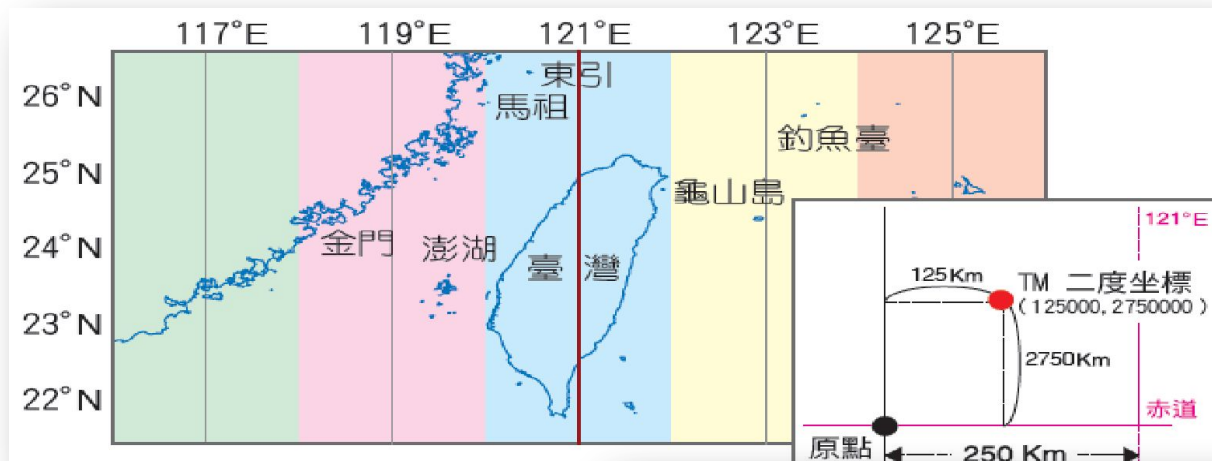 117°E 119°E 121°E 123°E 125°E
26°N
25°N
24°N
23°N
22°N
東引
馬祖
釣魚臺
龜山島
金門
澎湖
臺灣
121°E
125Km
TM 二度坐標
(125000, 2750000)
2750Km
赤道
原點
250 Km